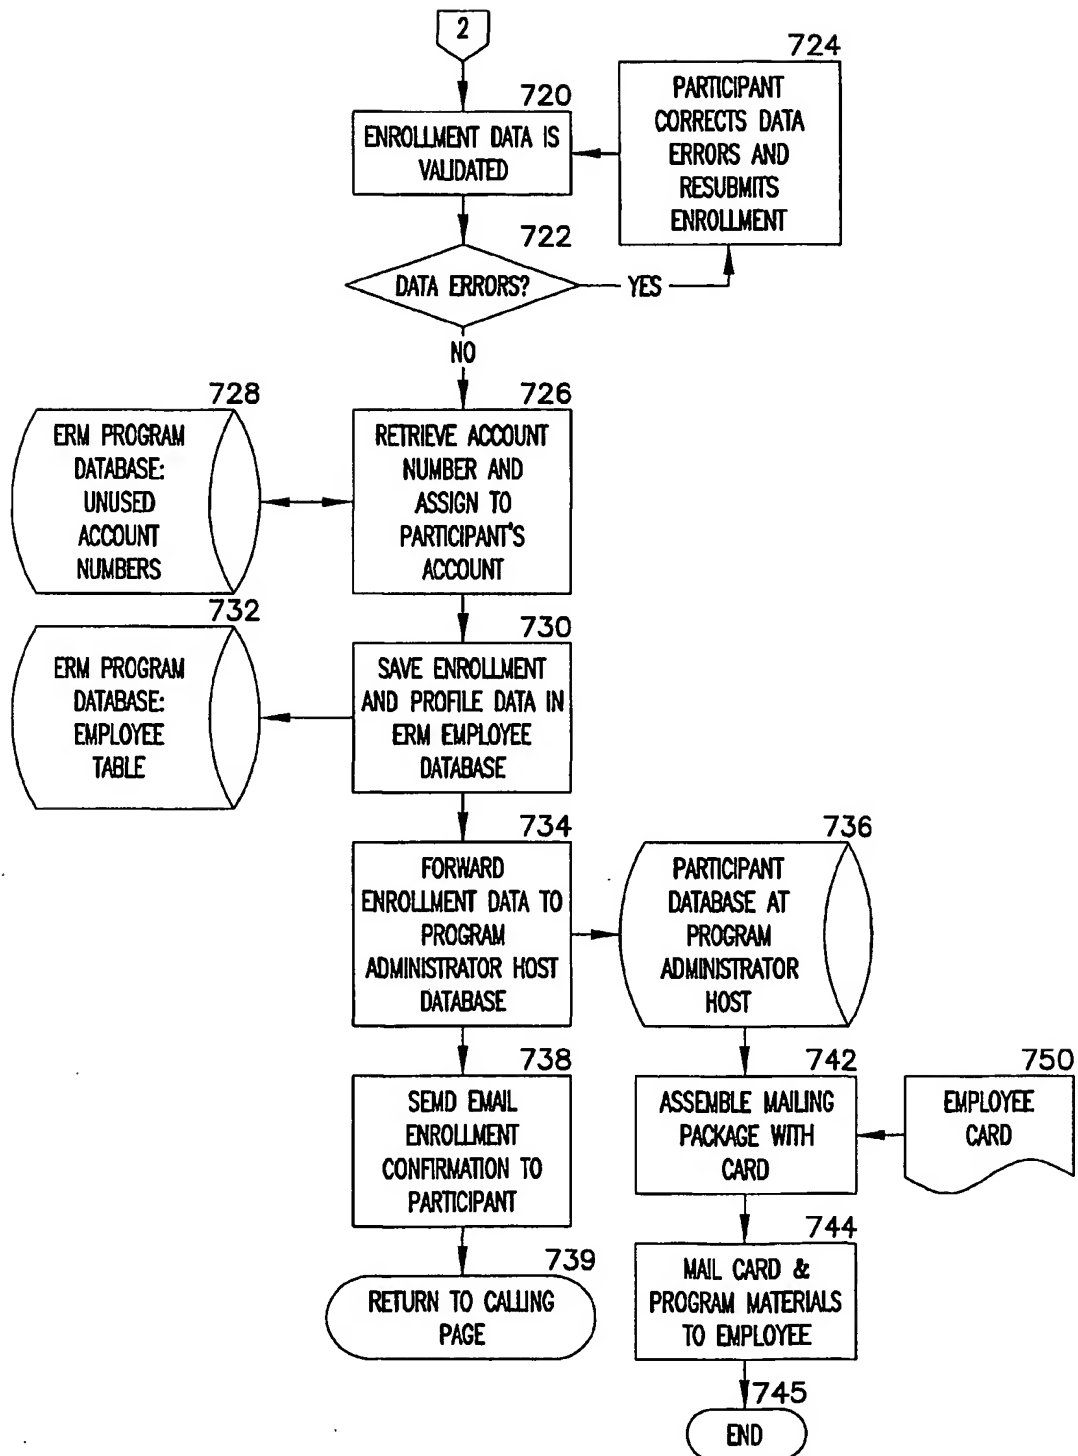 2
724
PARTICIPANT
CORRECTS DATA
ERRORS AND
RESUBMITS
ENROLLMENT
720
ENROLLMENT DATA IS
VALIDATED
722
DATA ERRORS?
YES
NO
728
ERM PROGRAM
DATABASE:
UNUSED
ACCOUNT
NUMBERS
726
RETRIEVE ACCOUNT
NUMBER AND
ASSIGN TO
PARTICIPANT'S
ACCOUNT
732
ERM PROGRAM
DATABASE:
EMPLOYEE
TABLE
730
SAVE ENROLLMENT
AND PROFILE DATA IN
ERM EMPLOYEE
DATABASE
734
FORWARD
ENROLLMENT DATA TO
PROGRAM
ADMINISTRATOR HOST
DATABASE
736
PARTICIPANT
DATABASE AT
PROGRAM
ADMINISTRATOR
HOST
738
SEMD EMAIL
ENROLLMENT
CONFIRMATION TO
PARTICIPANT
742
ASSEMBLE MAILING
PACKAGE WITH
CARD
750
EMPLOYEE
CARD
739
RETURN TO CALLING
PAGE
744
MAIL CARD &
PROGRAM MATERIALS
TO EMPLOYEE
745
END